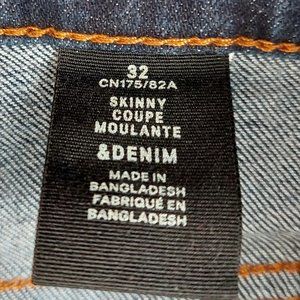 32
CN175/82A
SKINNY
COUPE
MOULANTE
&DENIM
MADE IN
BANGLADESH
FABRIQUÉ EN
BANGLADESH